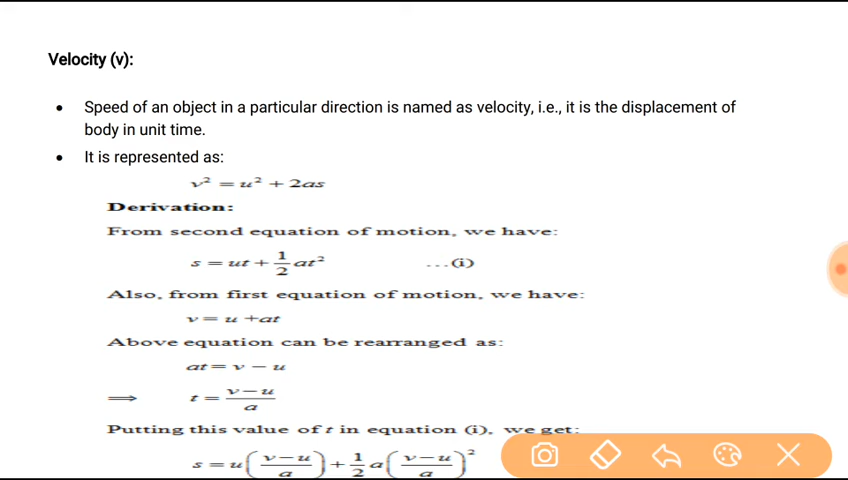 Velocity (v):
• Speed of an object in a particular direction is named as velocity, i.e., it is the displacement of
body in unit time.
• It is represented as:
v² = u² + 2as
Derivation:
From second equation of motion, we have:
s = ut + 1/2 at² ...(i)
Also, from first equation of motion, we have:
v = u +at
Above equation can be rearranged as:
at = v − u
⟹ t = (v − u)/a
Putting this value of t in equation (i), we get:
s = u((v − u)/a) + 1/2 a((v − u)/a)²